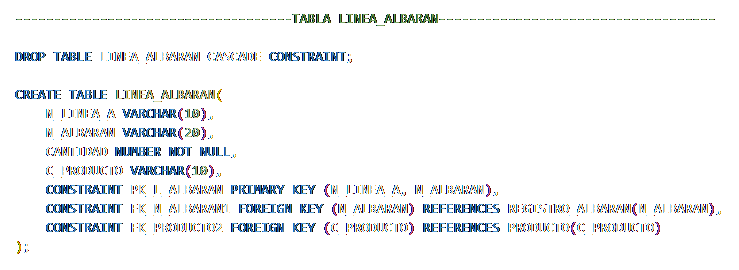 ------------------------------------TABLA LINEA_ALBARAN------------------------------------
DROP TABLE LINEA_ALBARAN CASCADE CONSTRAINT;
CREATE TABLE LINEA_ALBARAN(
N_LINEA_A VARCHAR(10),
N_ALBARAN VARCHAR(20),
CANTIDAD NUMBER NOT NULL,
C_PRODUCTO VARCHAR(10),
CONSTRAINT PK_L_ALBARAN PRIMARY KEY (N_LINEA_A, N_ALBARAN),
CONSTRAINT FK_N_ALBARAN1 FOREIGN KEY (N_ALBARAN) REFERENCES REGISTRO_ALBARAN(N_ALBARAN),
CONSTRAINT FK_PRODUCTO2 FOREIGN KEY (C_PRODUCTO) REFERENCES PRODUCTO(C_PRODUCTO)
);